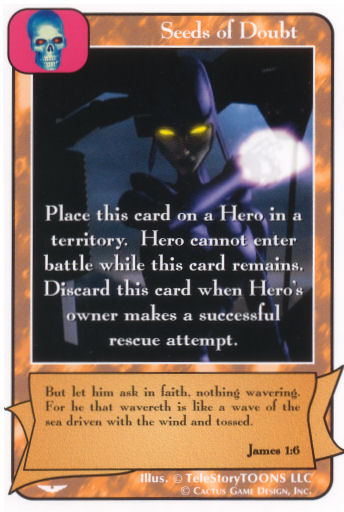 Seeds of Doubt
Place this card on a Hero in a
territory. Hero cannot enter
battle while this card remains.
Discard this card when Hero's
owner makes a successful
rescue attempt.
But let him ask in faith, nothing wavering.
For he that wavereth is like a wave of the
sea driven with the wind and tossed.
James 1:6
Illus. © TeleStoryTOONS LLC
© Cactus Game Design, Inc.